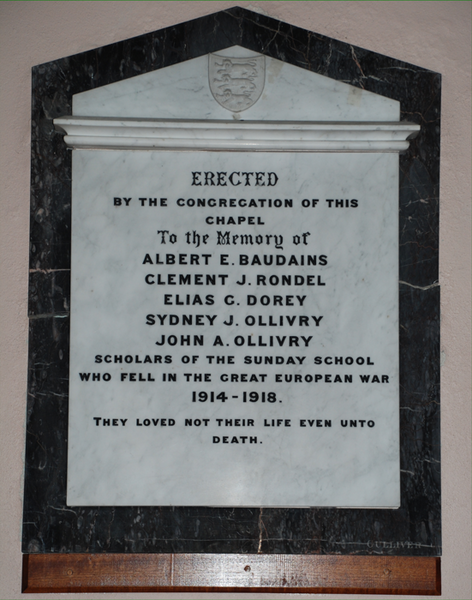 ERECTED
BY THE CONGREGATION OF THIS
CHAPEL
To the Memory of
ALBERT E. BAUDAINS
CLEMENT J. RONDEL
ELIAS G. DOREY
SYDNEY J. OLLIVRY
JOHN A. OLLIVRY
SCHOLARS OF THE SUNDAY SCHOOL
WHO FELL IN THE GREAT EUROPEAN WAR
1914-1918.
THEY LOVED NOT THEIR LIFE EVEN UNTO
DEATH.
GULLIVER